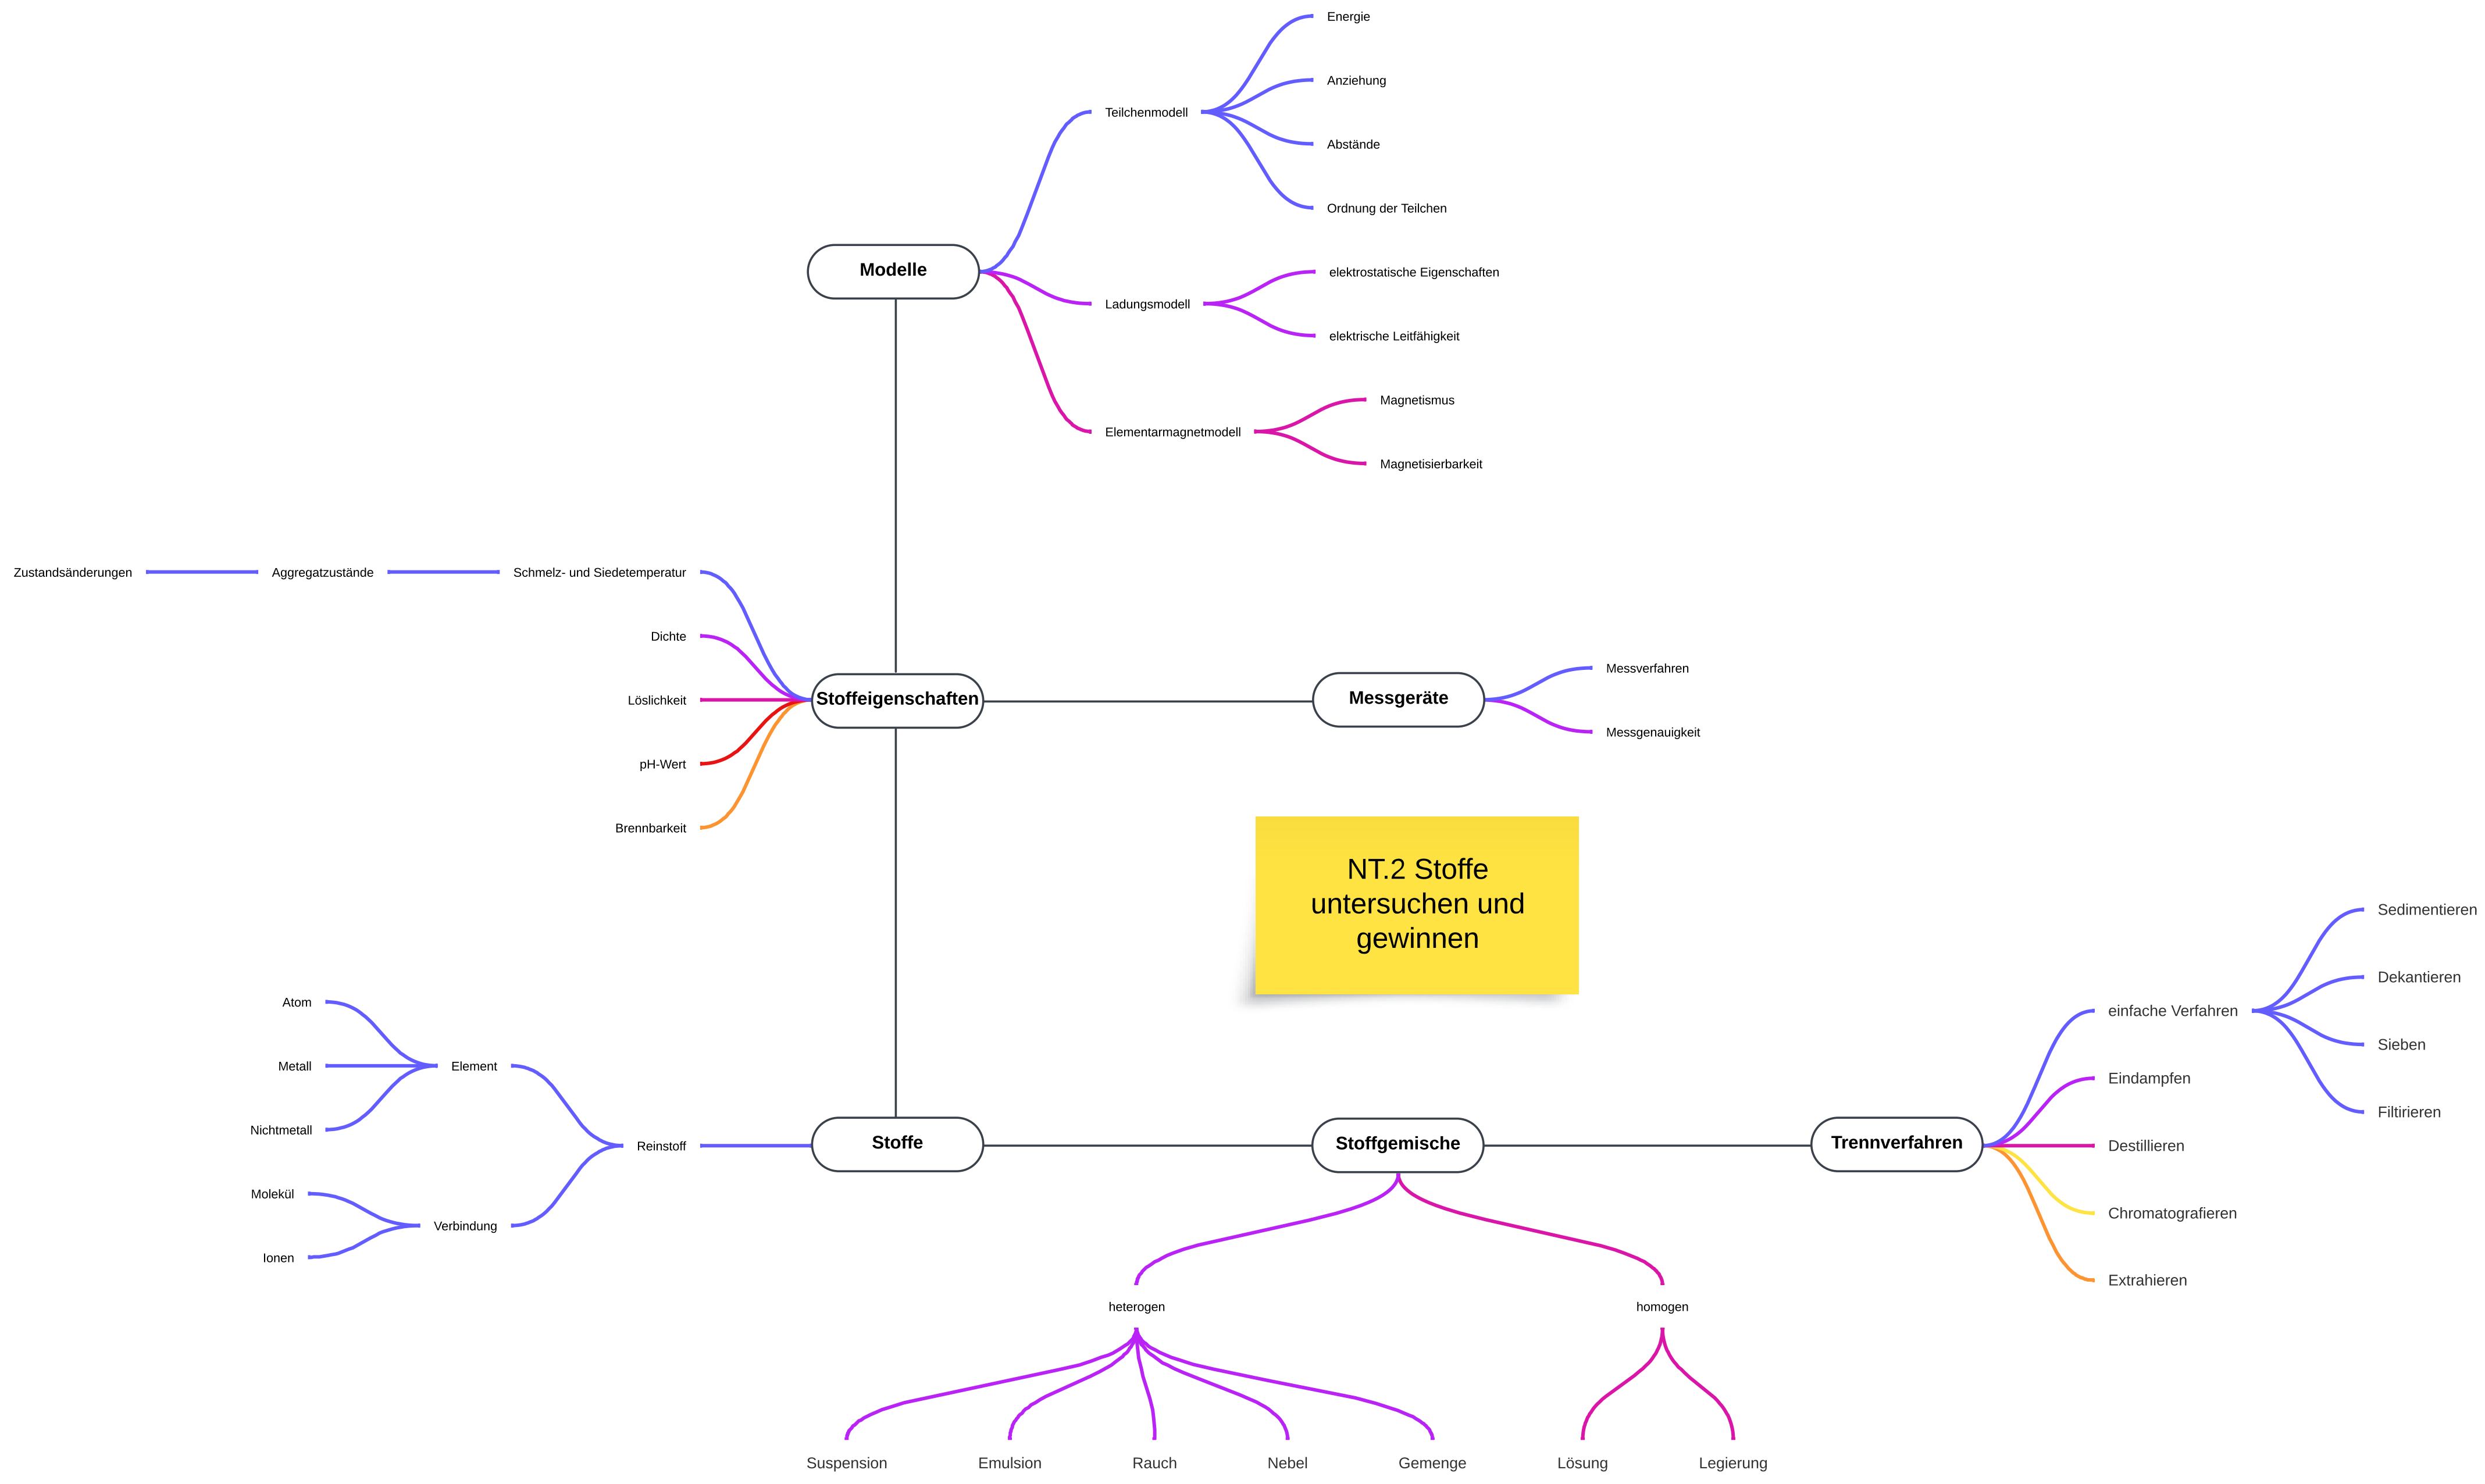 Energie
Anziehung
Teilchenmodell
Abstände
Ordnung der Teilchen
Modelle
elektrostatische Eigenschaften
Ladungsmodell
elektrische Leitfähigkeit
Magnetismus
Elementarmagnetmodell
Magnetisierbarkeit
Zustandsänderungen
Aggregatzustände
Schmelz- und Siedetemperatur
Dichte
Löslichkeit
pH-Wert
Brennbarkeit
Stoffeigenschaften
Messgeräte
Messverfahren
Messgenauigkeit
NT.2 Stoffe
untersuchen und
gewinnen
Atom
Metall
Element
Nichtmetall
Reinstoff
Molekül
Verbindung
Ionen
Stoffe
Stoffgemische
Trennverfahren
Sedimentieren
Dekantieren
einfache Verfahren
Sieben
Eindampfen
Filtirieren
Destillieren
Chromatografieren
Extrahieren
heterogen
homogen
Suspension
Emulsion
Rauch
Nebel
Gemenge
Lösung
Legierung